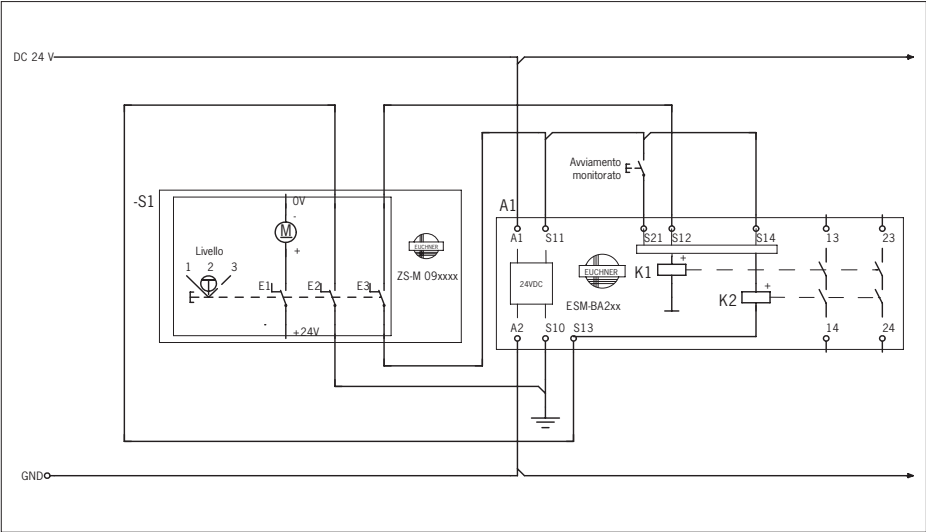 DC 24 V
Avviamento
monitorato
-S1
A1
0V
-
M
+
EUCHNER
ZS-M 09xxxx
Livello
1 2 3
E1 E2 E3
+24V
A1 S11 S21 S12 S14 13 23
24VDC
EUCHNER
ESM-BA2xx
K1
+
K2
+
A2 S10 S13 14 24
GND